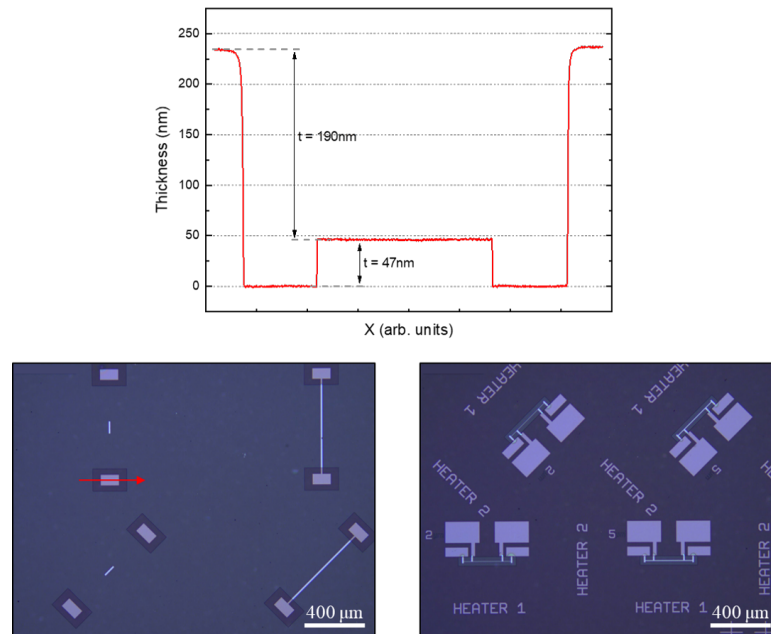 250
200
150
100
50
0
Thickness (nm)
t = 190nm
t = 47nm
X (arb. units)
400 μm
HEATER 1
HEATER 1
HEATER 2
2
HEATER 2
5
2
HEATER 2
5
HEATER 1
HEATER 1
400 μm